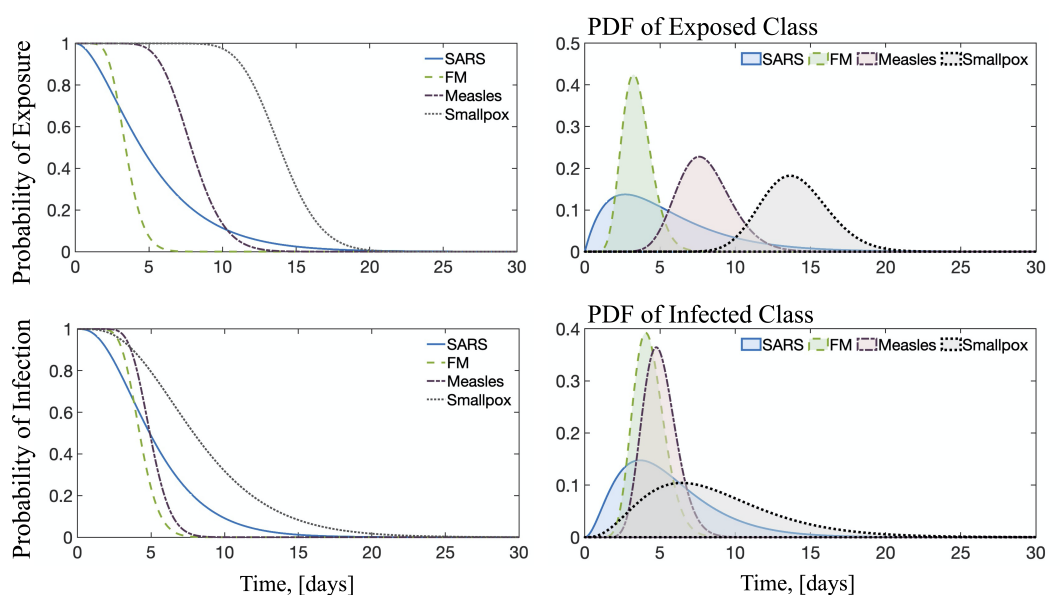 Probability of Exposure
1
0.8
0.6
0.4
0.2
0
0 5 10 15 20 25 30
SARS
FM
Measles
Smallpox
PDF of Exposed Class
0.5
0.4
0.3
0.2
0.1
0
0 5 10 15 20 25 30
SARS FM Measles Smallpox
Probability of Infection
1
0.8
0.6
0.4
0.2
0
0 5 10 15 20 25 30
SARS
FM
Measles
Smallpox
Time, [days]
PDF of Infected Class
0.4
0.3
0.2
0.1
0
0 5 10 15 20 25 30
SARS FM Measles Smallpox
Time, [days]